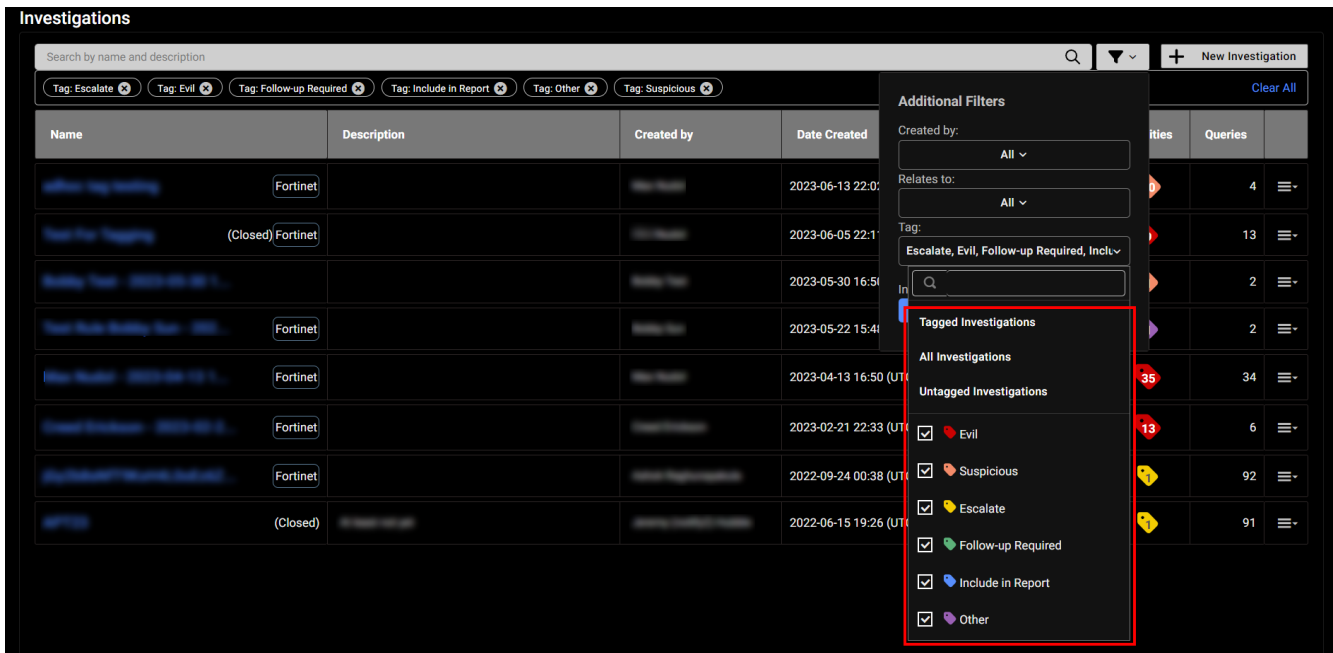 Investigations
Search by name and description
New Investigation
Tag: Escalate Tag: Evil Tag: Follow-up Required Tag: Include in Report Tag: Other Tag: Suspicious
Clear All
Name Description Created by Date Created ities Queries
Fortinet 2023-06-13 22:02 4
(Closed) Fortinet 2023-06-05 22:11 13
2023-05-30 16:50 2
Fortinet 2023-05-22 15:48 2
Fortinet 2023-04-13 16:50 (UT 35 34
Fortinet 2023-02-21 22:33 (UT 13 6
Fortinet 2022-09-24 00:38 (UT 1 92
(Closed) 2022-06-15 19:26 (UT 1 91
Additional Filters
Created by:
All
Relates to:
All
Tag:
Escalate, Evil, Follow-up Required, Inclu
In
Tagged Investigations
All Investigations
Untagged Investigations
Evil
Suspicious
Escalate
Follow-up Required
Include in Report
Other